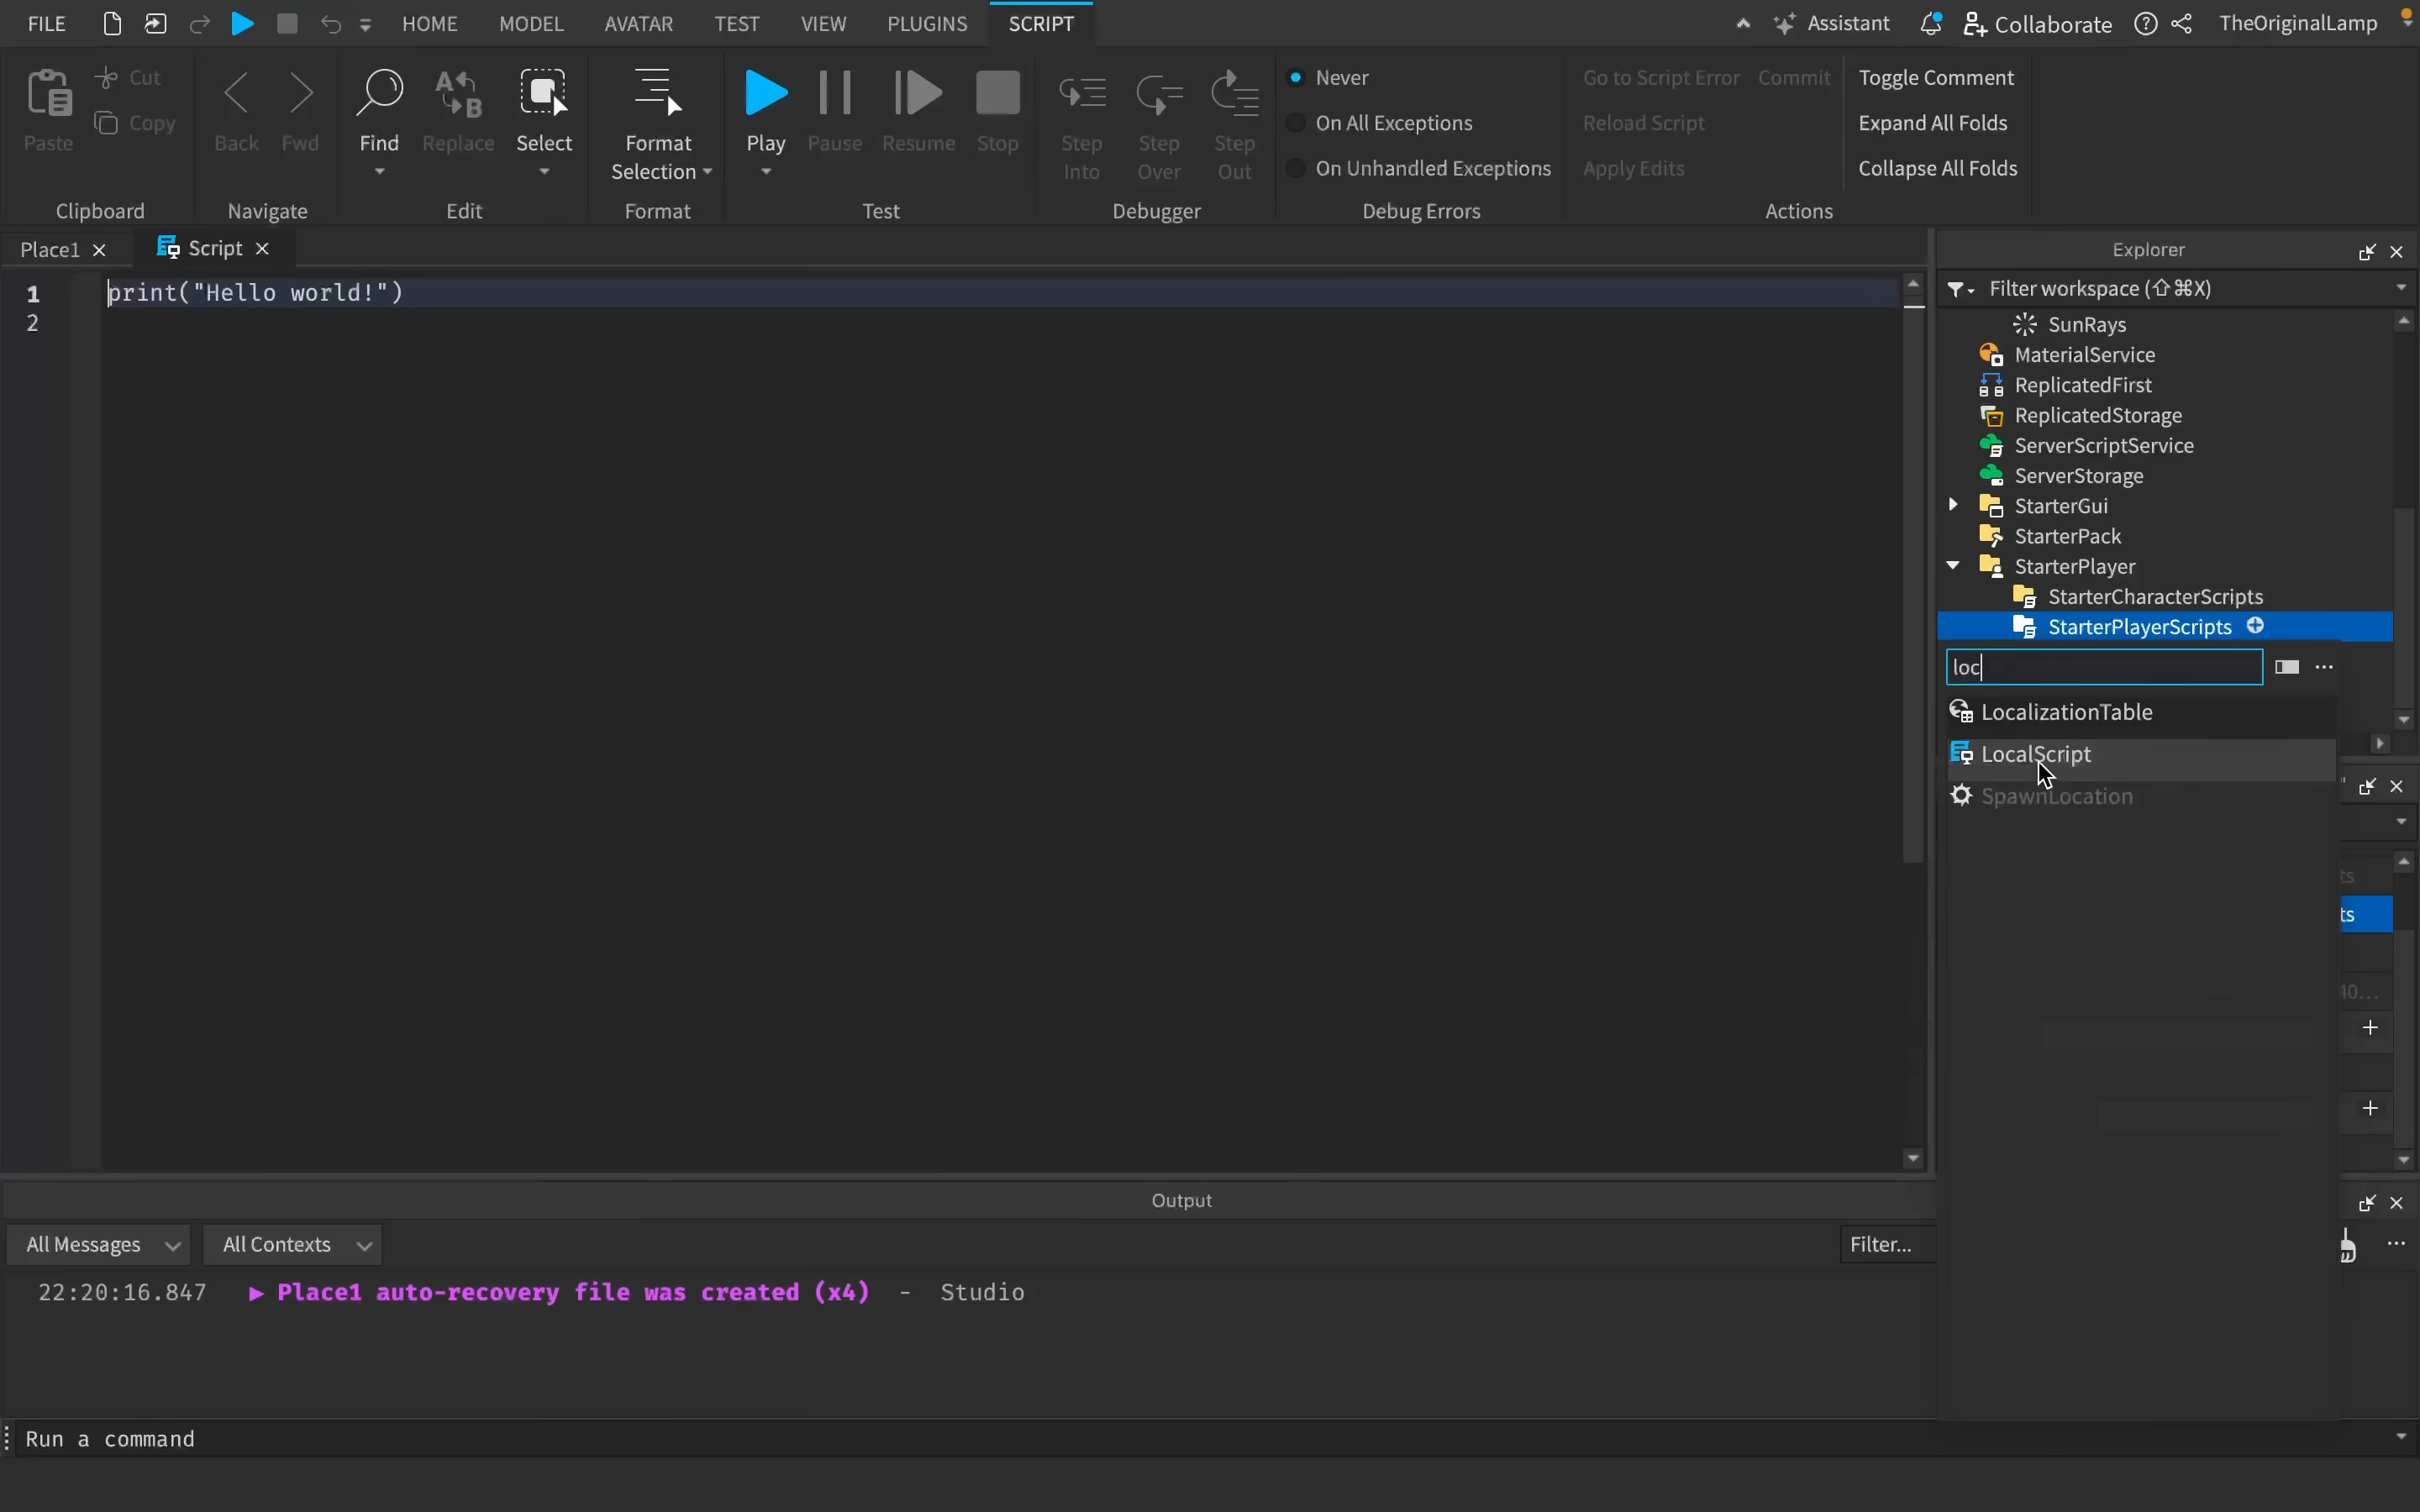 FILE HOME MODEL AVATAR TEST VIEW PLUGINS SCRIPT Assistant Collaborate TheOriginalLamp
Paste Cut Copy
Clipboard
Back Fwd
Navigate
Find Replace Select
Edit
Format
Selection
Format
Play Pause Resume Stop
Test
Step
Into
Step
Over
Step
Out
Debugger
Never
On All Exceptions
On Unhandled Exceptions
Debug Errors
Go to Script Error Commit
Reload Script
Apply Edits
Toggle Comment
Expand All Folds
Collapse All Folds
Actions
Place1 Script
1 print("Hello world!")
2
Explorer
Filter workspace (⇧⌘X)
SunRays
MaterialService
ReplicatedFirst
ReplicatedStorage
ServerScriptService
ServerStorage
StarterGui
StarterPack
StarterPlayer
StarterCharacterScripts
StarterPlayerScripts
loc
LocalizationTable
LocalScript
SpawnLocation
ts
ts
40...
Output
All Messages All Contexts Filter...
22:20:16.847 ▶ Place1 auto-recovery file was created (x4) - Studio
Run a command